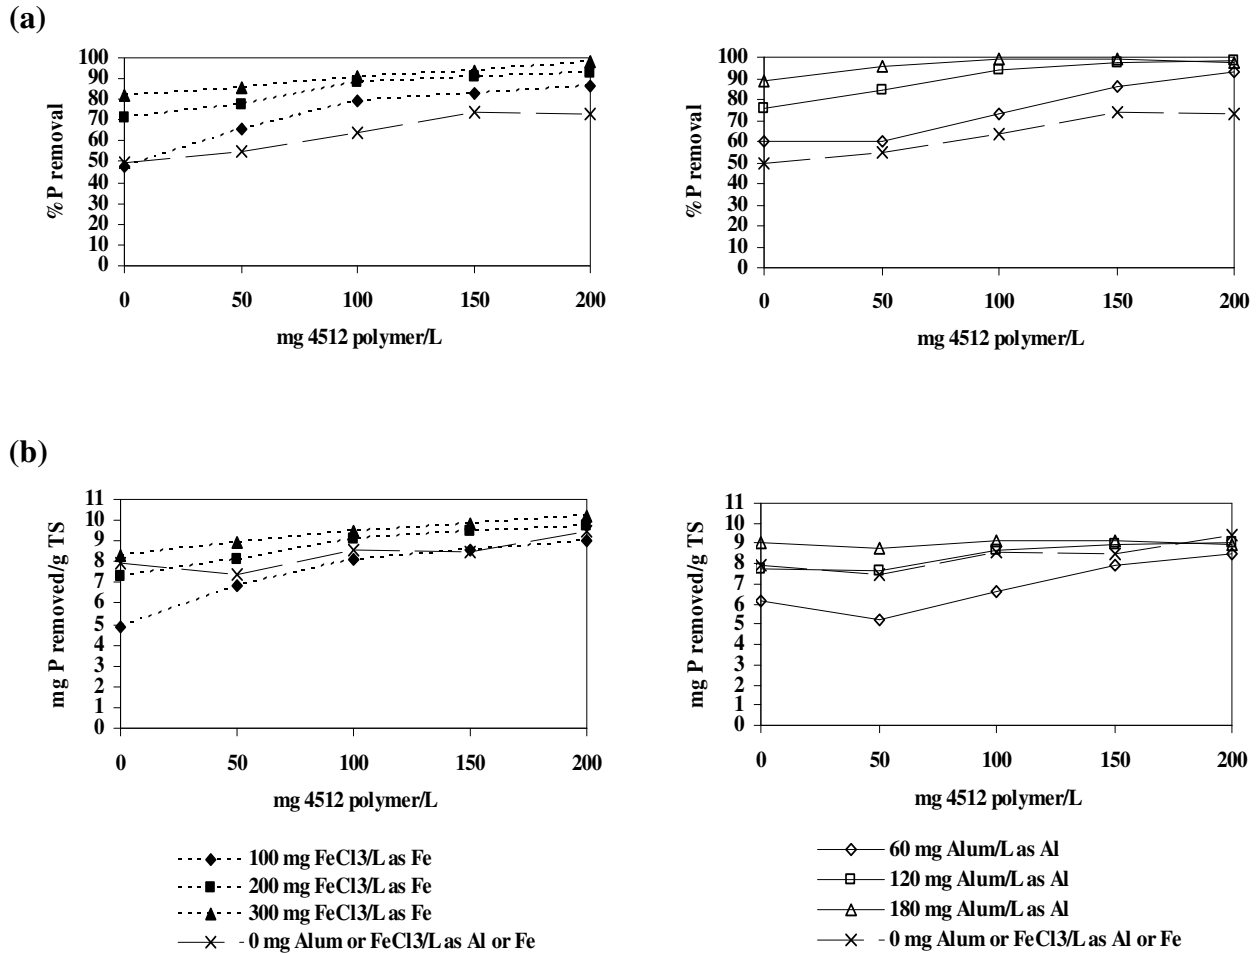 (a)
100
90
80
70
60
50
40
30
20
10
0
% P removal
0 50 100 150 200
mg 4512 polymer/L
100
90
80
70
60
50
40
30
20
10
0
% P removal
0 50 100 150 200
mg 4512 polymer/L
(b)
11
10
9
8
7
6
5
4
3
2
1
0
mg P removed/g TS
0 50 100 150 200
mg 4512 polymer/L
11
10
9
8
7
6
5
4
3
2
1
0
mg P removed/g TS
0 50 100 150 200
mg 4512 polymer/L
100 mg FeCl3/L as Fe
200 mg FeCl3/L as Fe
300 mg FeCl3/L as Fe
0 mg Alum or FeCl3/L as Al or Fe
60 mg Alum/L as Al
120 mg Alum/L as Al
180 mg Alum/L as Al
0 mg Alum or FeCl3/L as Al or Fe